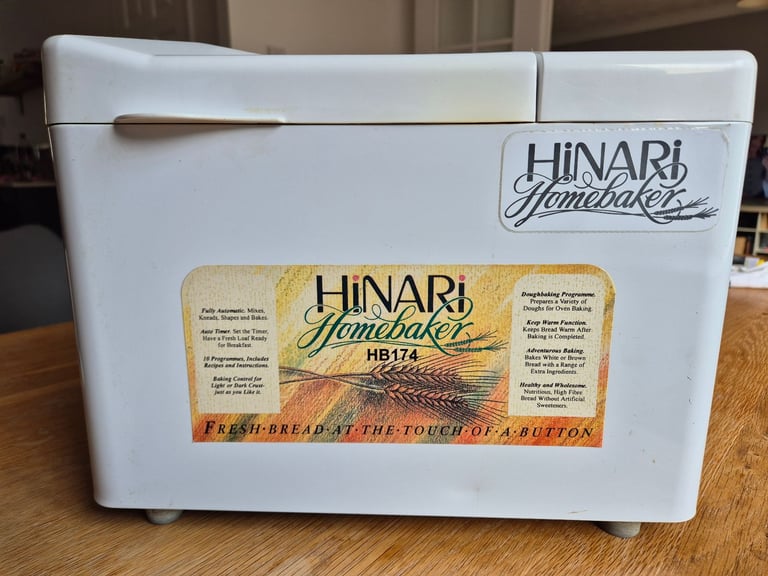 HiNARi
Homebaker
HiNARi
Homebaker
HB174
Fully Automatic. Mixes,
Kneads, Shapes and Bakes.
Auto Timer. Set the Timer,
Have a Fresh Loaf Ready
for Breakfast.
10 Programmes, Includes
Recipes and Instructions.
Baking Control for
Light or Dark Crust-
just as you Like it.
Doughbaking Programme.
Prepares a Variety of
Doughs for Oven Baking.
Keep Warm Function.
Keeps Bread Warm After
Baking is Completed.
Adventurous Baking.
Bakes White or Brown
Bread with a Range of
Extra Ingredients.
Healthy and Wholesome.
Nutritious, High Fibre
Bread Without Artificial
Sweeteners.
FRESH·BREAD·AT·THE·TOUCH·OF·A·BUTTON